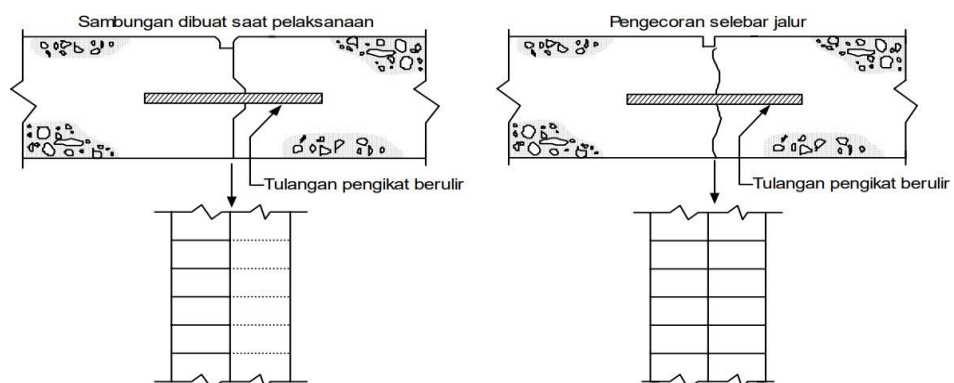 Sambungan dibuat saat pelaksanaan
Pengecoran selebar jalur
Tulangan pengikat berulir
Tulangan pengikat berulir